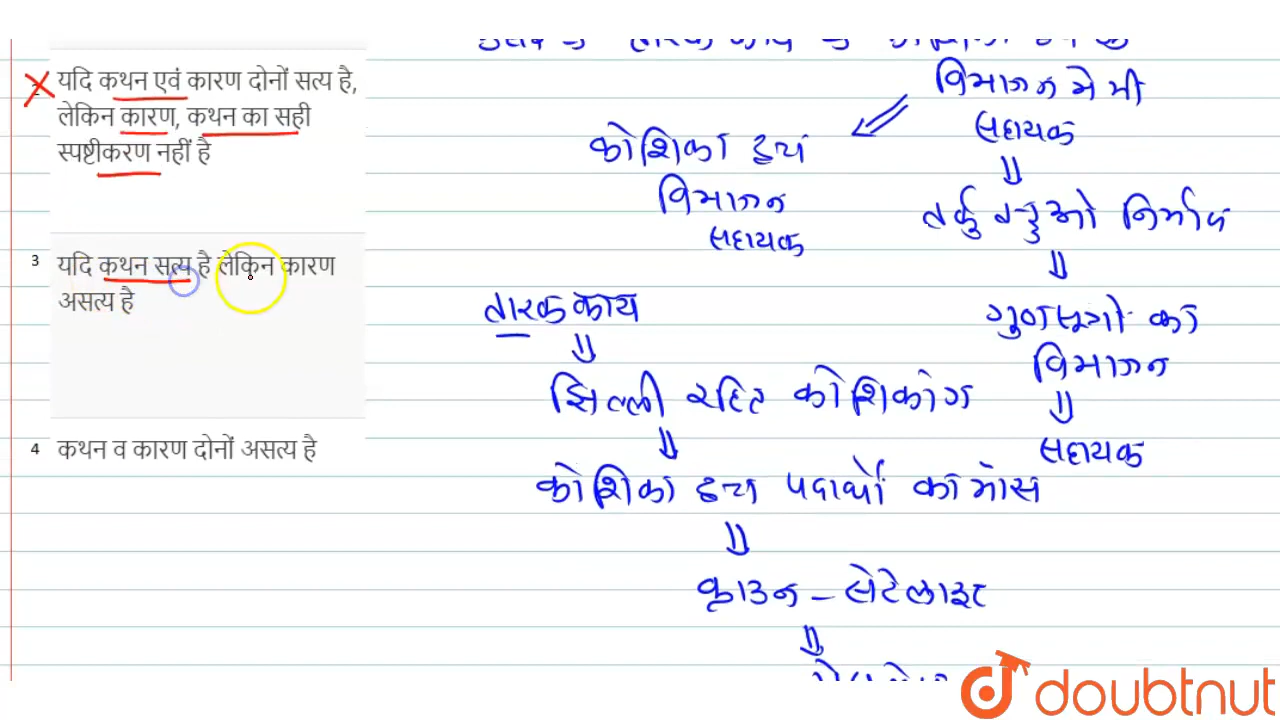 यदि कथन एवं कारण दोनों सत्य है,
लेकिन कारण, कथन का सही
स्पष्टीकरण नहीं है
3 यदि कथन सत्य है लेकिन कारण
असत्य है
4 कथन व कारण दोनों असत्य है
विभाजन मे भी
सहायक
कोशिका द्रव्य
विभाजन
सहायक
तर्कु तन्तुओ निर्माण
गुणसूत्रो का
विभाजन
सहायक
तारक काय
झिल्ली रहित कोशिकांग
कोशिका द्रव्य पदार्थो का
क्राउन - सेटेलाइट
doubtnut